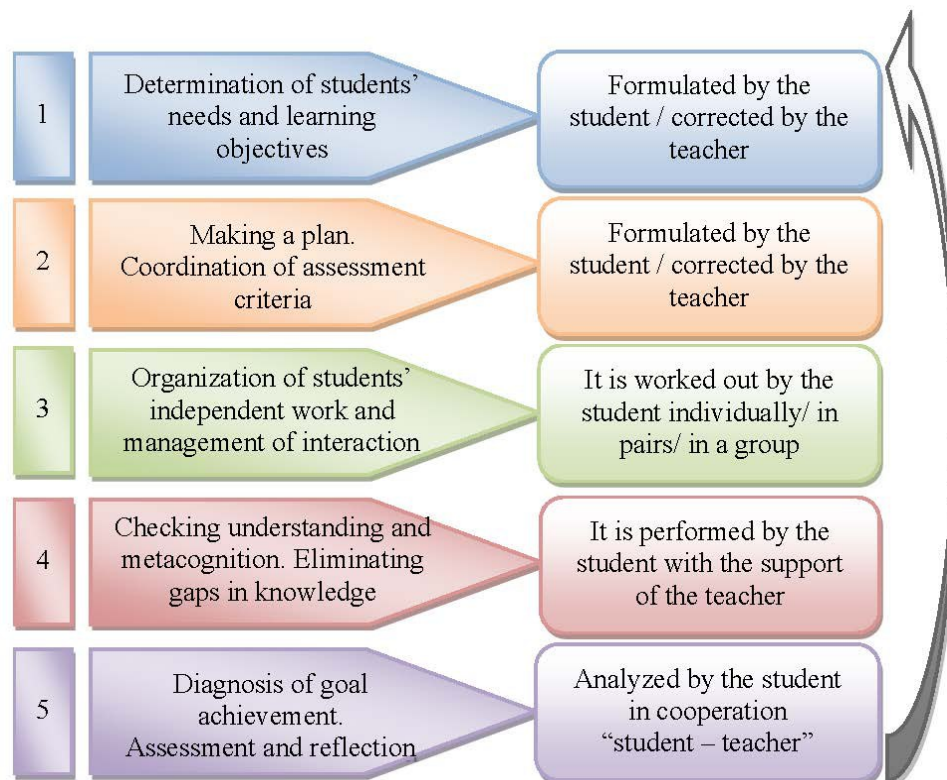 1
Determination of students’
needs and learning
objectives
Formulated by the
student / corrected by the
teacher
2
Making a plan.
Coordination of assessment
criteria
Formulated by the
student / corrected by the
teacher
3
Organization of students’
independent work and
management of interaction
It is worked out by the
student individually/ in
pairs/ in a group
4
Checking understanding and
metacognition. Eliminating
gaps in knowledge
It is performed by the
student with the support
of the teacher
5
Diagnosis of goal
achievement.
Assessment and reflection
Analyzed by the student
in cooperation
“student – teacher”